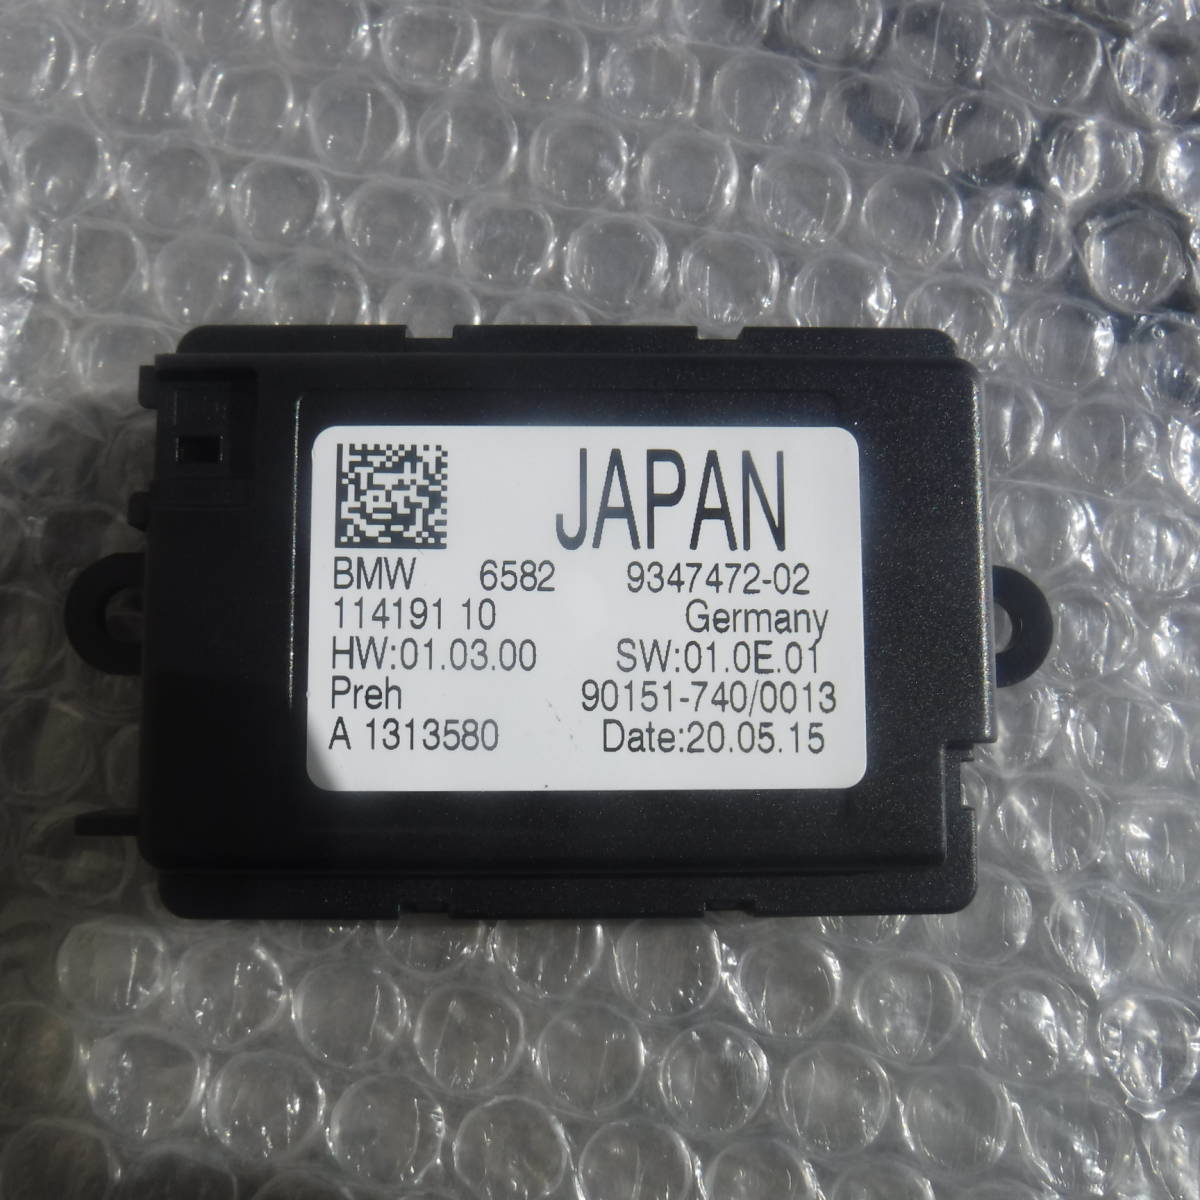 JAPAN
BMW 6582 9347472-02
114191 10 Germany
HW:01.03.00 SW:01.0E.01
Preh 90151-740/0013
A 1313580 Date:20.05.15